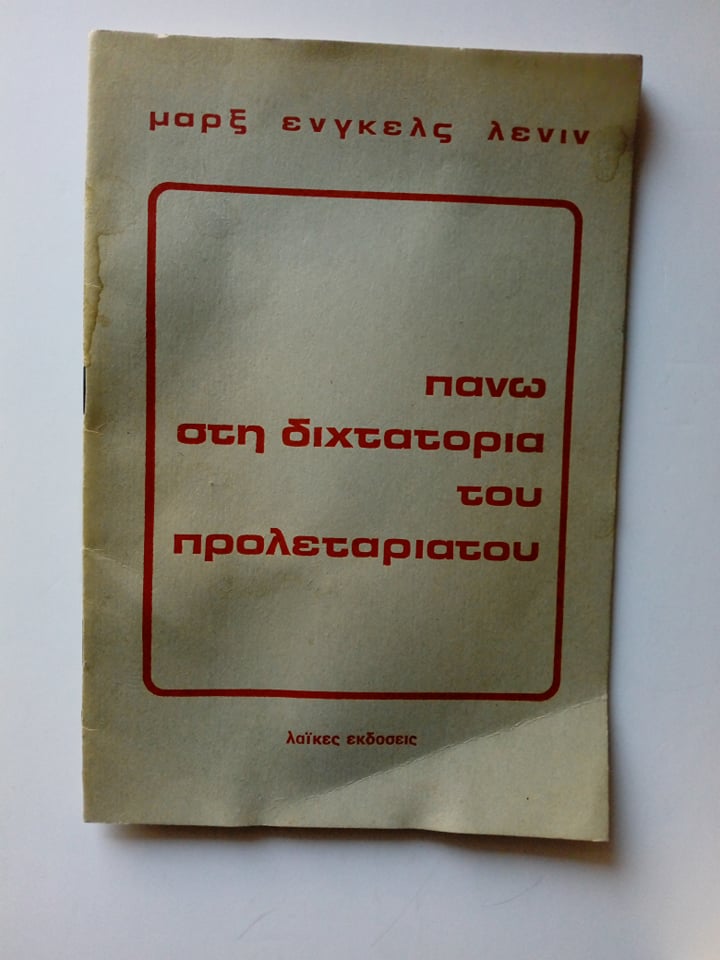 μαρξ ενγκελς λενιν
πανω
στη διχτατορια
του
προλεταριατου
λαϊκες εκδοσεις